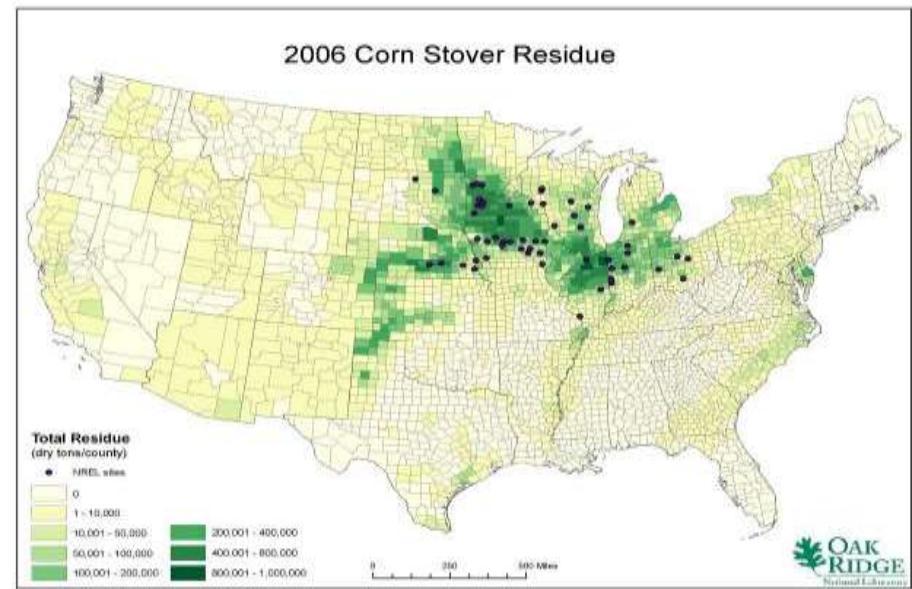 2006 Corn Stover Residue
Total Residue
(dry tons/county)
NREL sites
0
1 - 10,000
10,001 - 50,000
50,001 - 100,000
100,001 - 200,000
200,001 - 400,000
400,001 - 800,000
800,001 - 1,000,000
0 250 500 Miles
OAK
RIDGE
National Laboratory